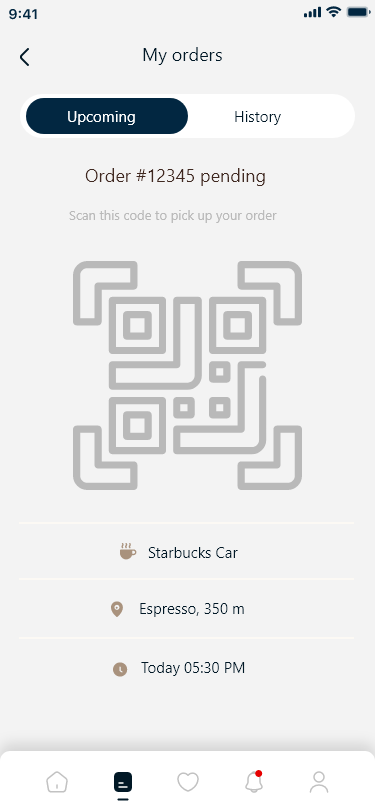 9:41
My orders
Upcoming
History
Order #12345 pending
Scan this code to pick up your order
Starbucks Car
Espresso, 350 m
Today 05:30 PM